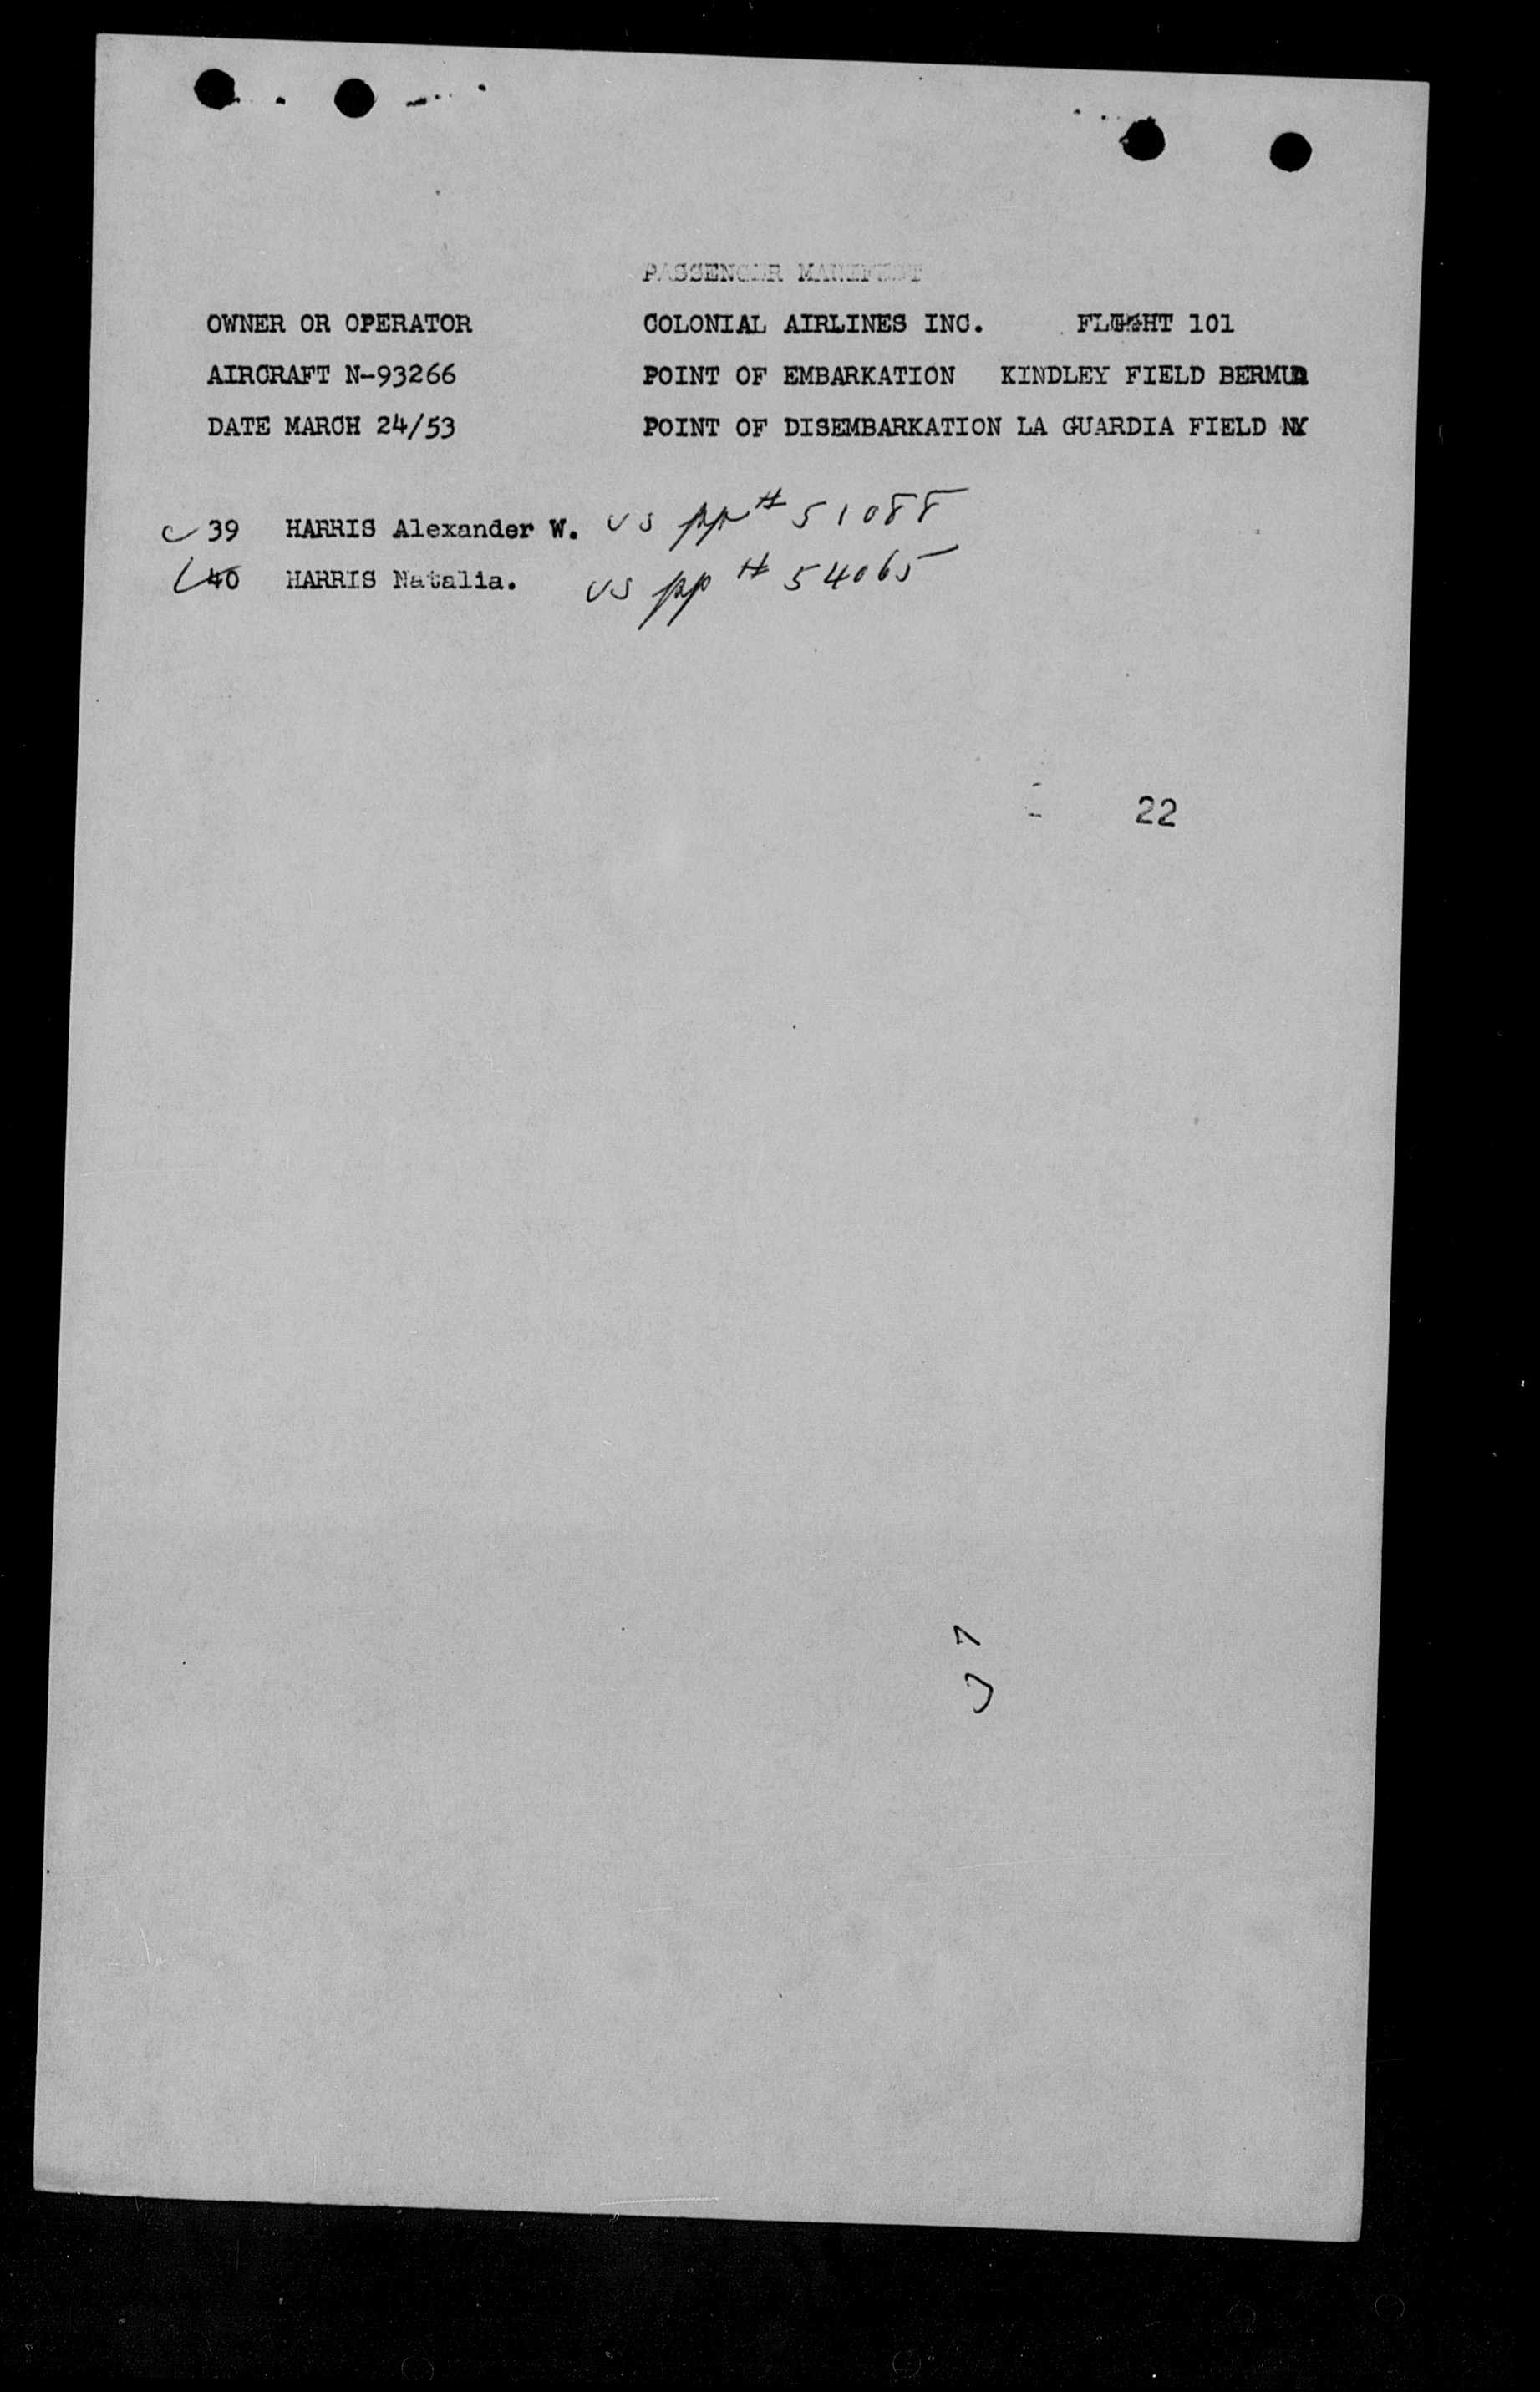 PASSENGER MANIFEST
OWNER OR OPERATOR COLONIAL AIRLINES INC. FLIGHT 101
AIRCRAFT N-93266 POINT OF EMBARKATION KINDLEY FIELD BERMUDA
DATE MARCH 24/53 POINT OF DISEMBARKATION LA GUARDIA FIELD NY
39 HARRIS Alexander W. US pp # 51088
40 HARRIS Natalia. US pp # 54065
22